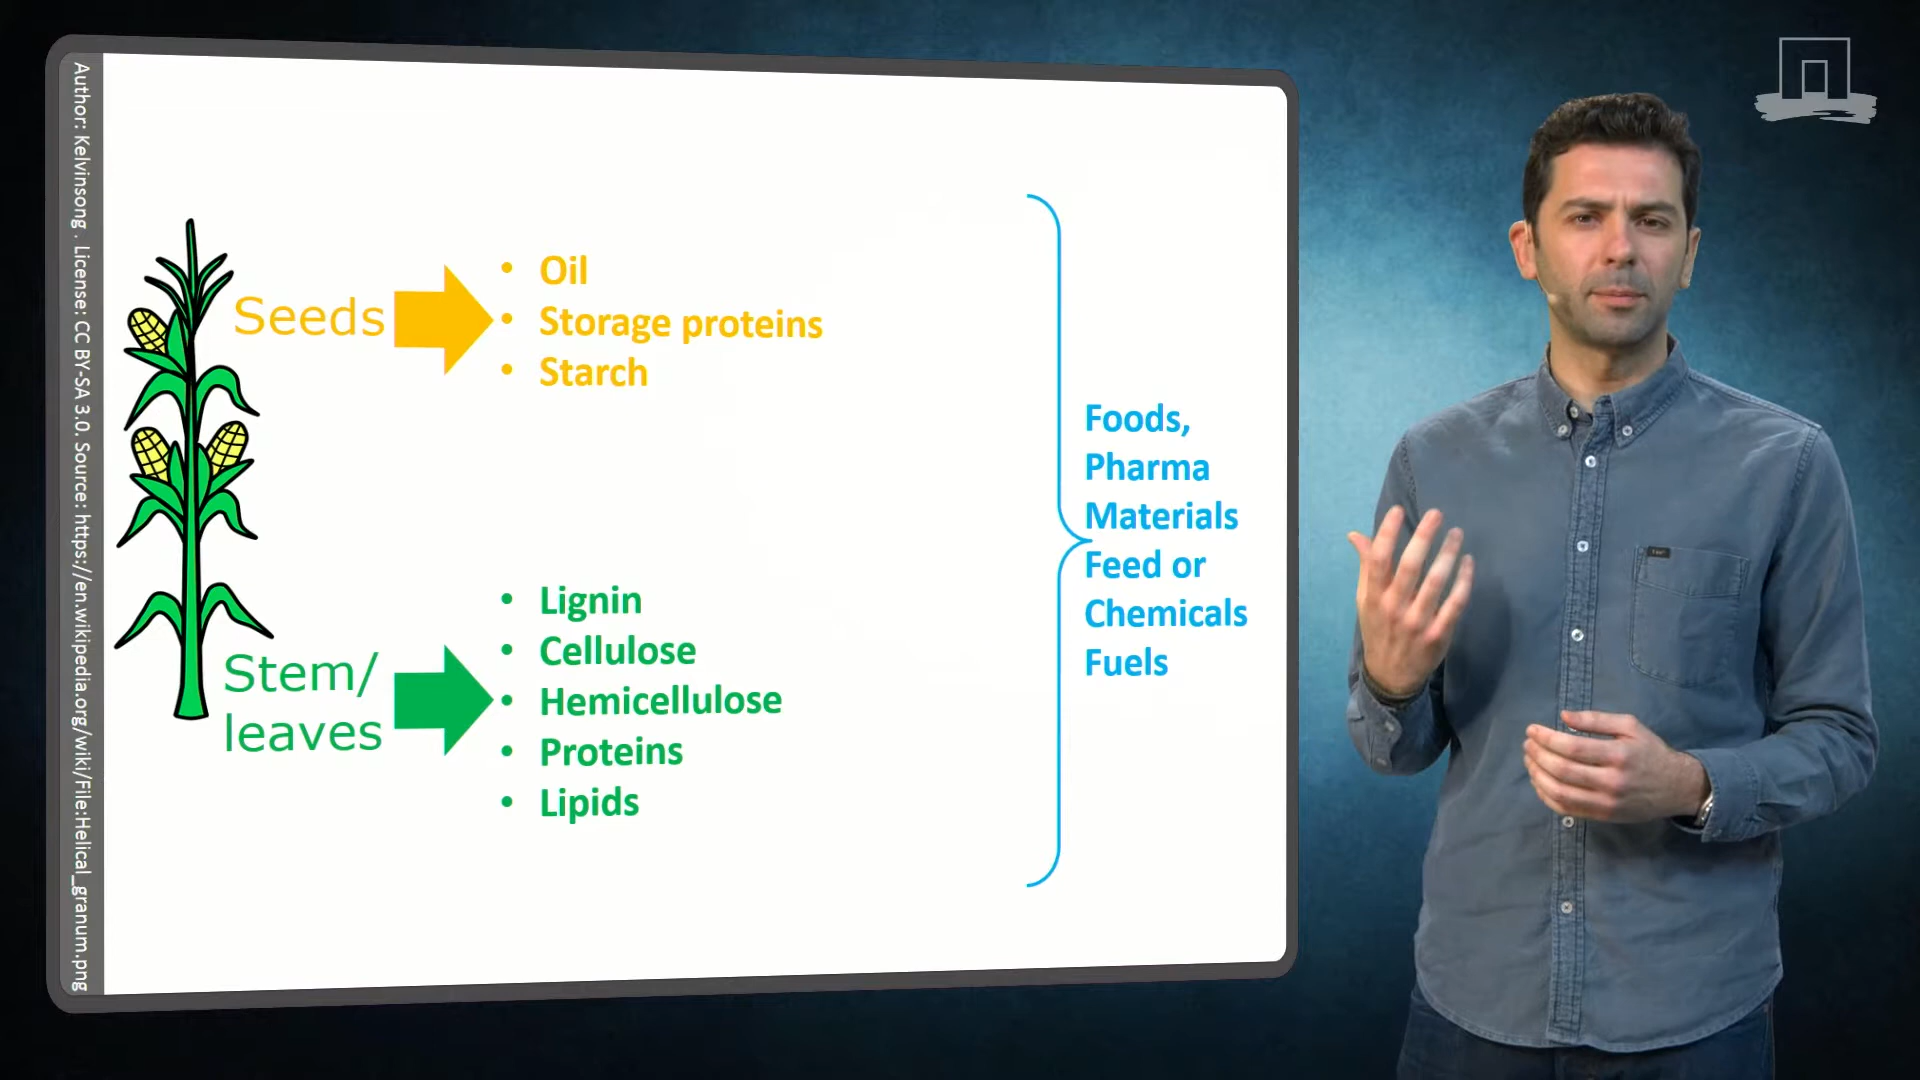 Author: Kelvinsong . License: CC BY-SA 3.0. Source: https://en.wikipedia.org/wiki/File:Helical_granum.png
Seeds
• Oil
• Storage proteins
• Starch
Stem/
leaves
• Lignin
• Cellulose
• Hemicellulose
• Proteins
• Lipids
Foods,
Pharma
Materials
Feed or
Chemicals
Fuels